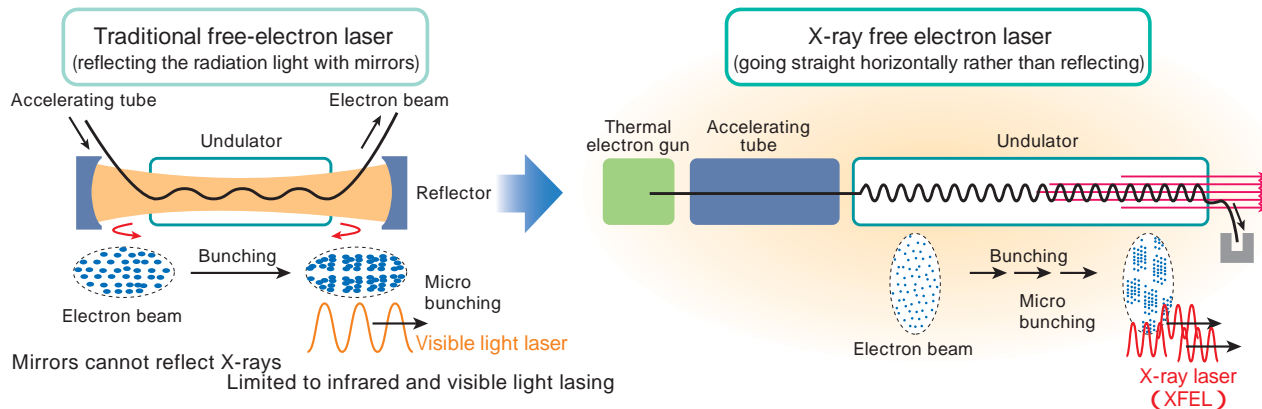 Traditional free-electron laser
(reflecting the radiation light with mirrors)
Accelerating tube
Electron beam
Undulator
Reflector
Bunching
Electron beam
Micro
bunching
Visible light laser
Mirrors cannot reflect X-rays
Limited to infrared and visible light lasing
X-ray free electron laser
(going straight horizontally rather than reflecting)
Thermal
electron gun
Accelerating
tube
Undulator
Bunching
Micro
bunching
Electron beam
X-ray laser
(XFEL)